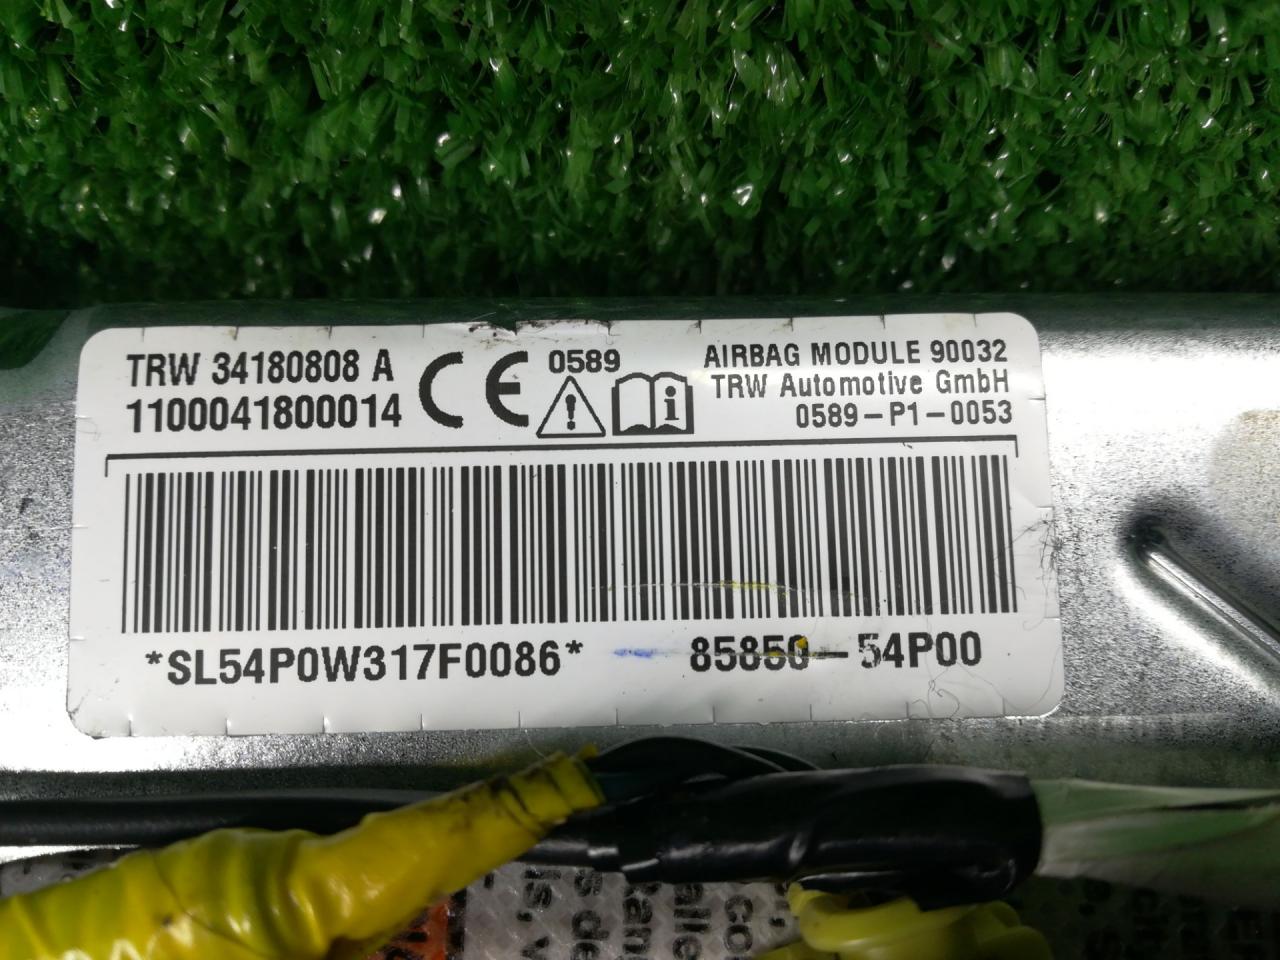 TRW 34180808 A
1100041800014
CE 0589
AIRBAG MODULE 90032
TRW Automotive GmbH
0589-P1-0053
*SL54P0W317F0086*
85850-54P00